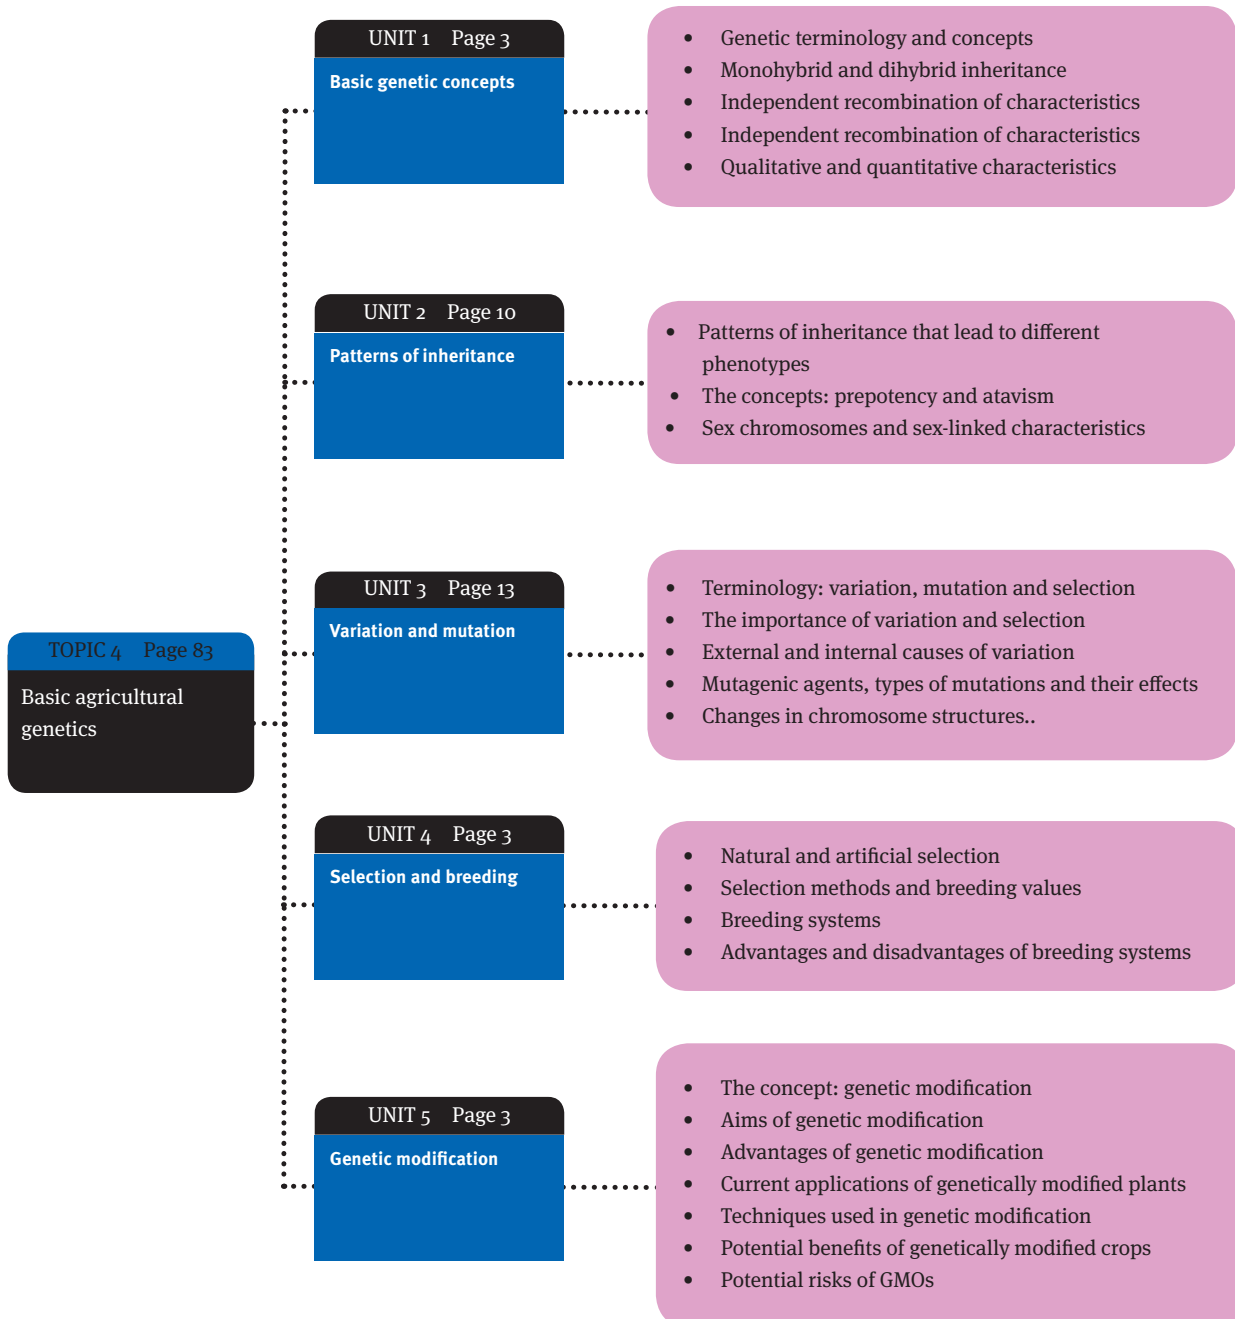 UNIT 1 Page 3
Basic genetic concepts
• Genetic terminology and concepts
• Monohybrid and dihybrid inheritance
• Independent recombination of characteristics
• Independent recombination of characteristics
• Qualitative and quantitative characteristics
UNIT 2 Page 10
Patterns of inheritance
• Patterns of inheritance that lead to different
phenotypes
• The concepts: prepotency and atavism
• Sex chromosomes and sex-linked characteristics
TOPIC 4 Page 83
Basic agricultural
genetics
UNIT 3 Page 13
Variation and mutation
• Terminology: variation, mutation and selection
• The importance of variation and selection
• External and internal causes of variation
• Mutagenic agents, types of mutations and their effects
• Changes in chromosome structures..
UNIT 4 Page 3
Selection and breeding
• Natural and artificial selection
• Selection methods and breeding values
• Breeding systems
• Advantages and disadvantages of breeding systems
UNIT 5 Page 3
Genetic modification
• The concept: genetic modification
• Aims of genetic modification
• Advantages of genetic modification
• Current applications of genetically modified plants
• Techniques used in genetic modification
• Potential benefits of genetically modified crops
• Potential risks of GMOs